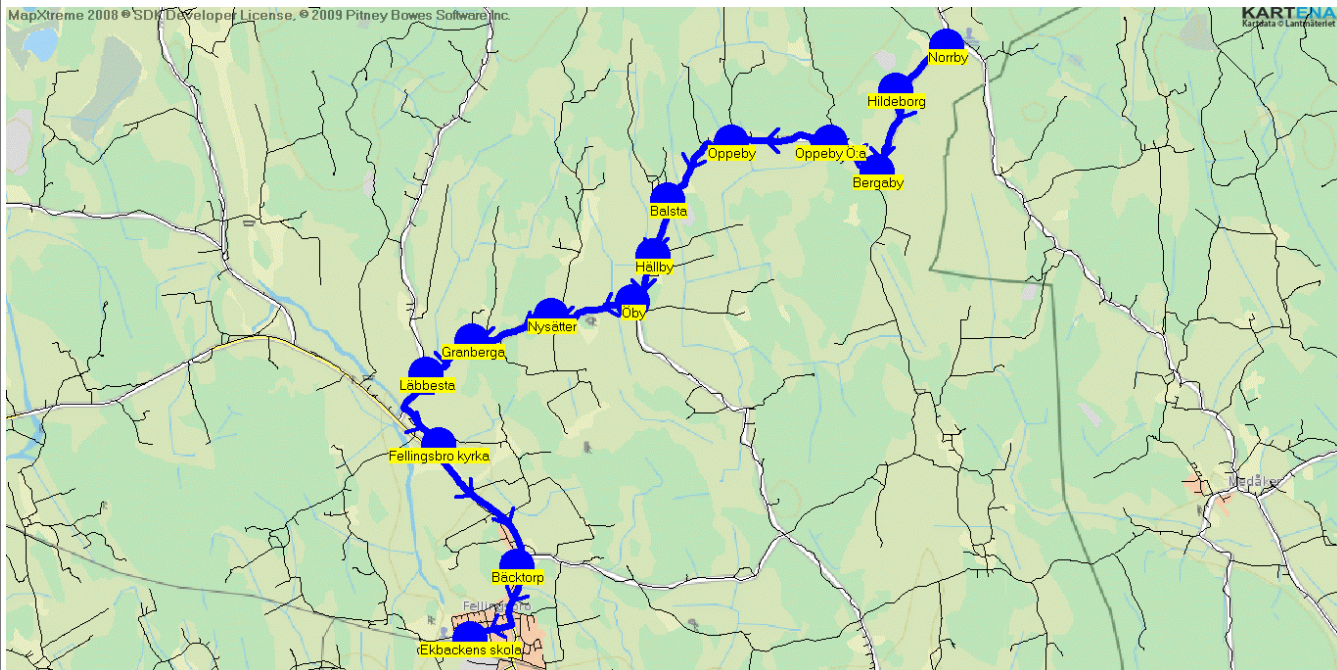 MapXtreme 2008 ® SDK Developer License, © 2009 Pitney Bowes Software Inc.
KARTENA
Kartdata © Lantmäteriet
Norrby
Hildeborg
Oppeby
Oppeby Ö:a
Bergaby
Balsta
Hällby
Öby
Nysätter
Granberga
Läbbesta
Fellingsbro kyrka
Medåker
Bäcktorp
Fellingsbro
Ekbackens skola